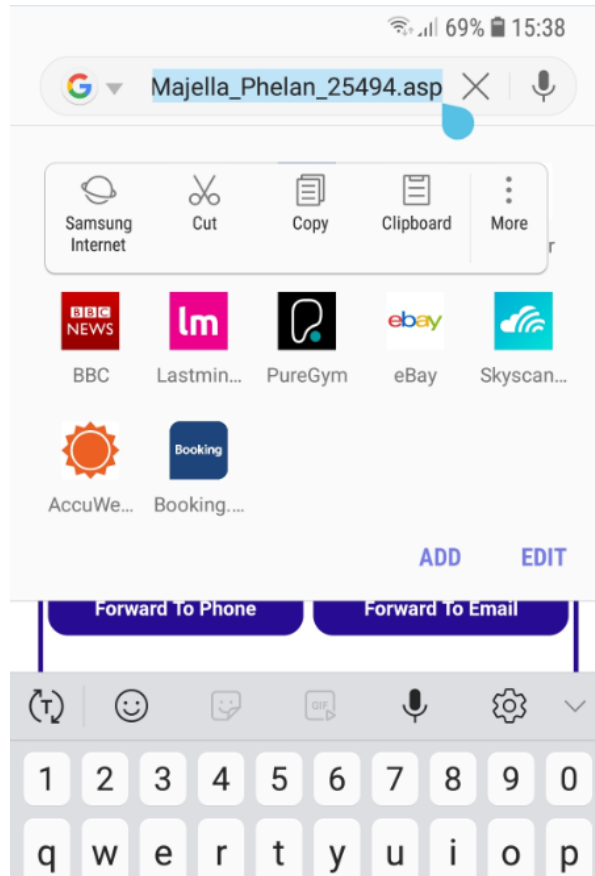 69% 15:38
G Majella_Phelan_25494.asp
Samsung Internet
Cut
Copy
Clipboard
More
r
BBC NEWS
lm
ebay
BBC
Lastmin...
PureGym
eBay
Skyscan...
Booking
AccuWe...
Booking....
ADD EDIT
Forward To Phone
Forward To Email
T
GIF
1 2 3 4 5 6 7 8 9 0
q w e r t y u i o p